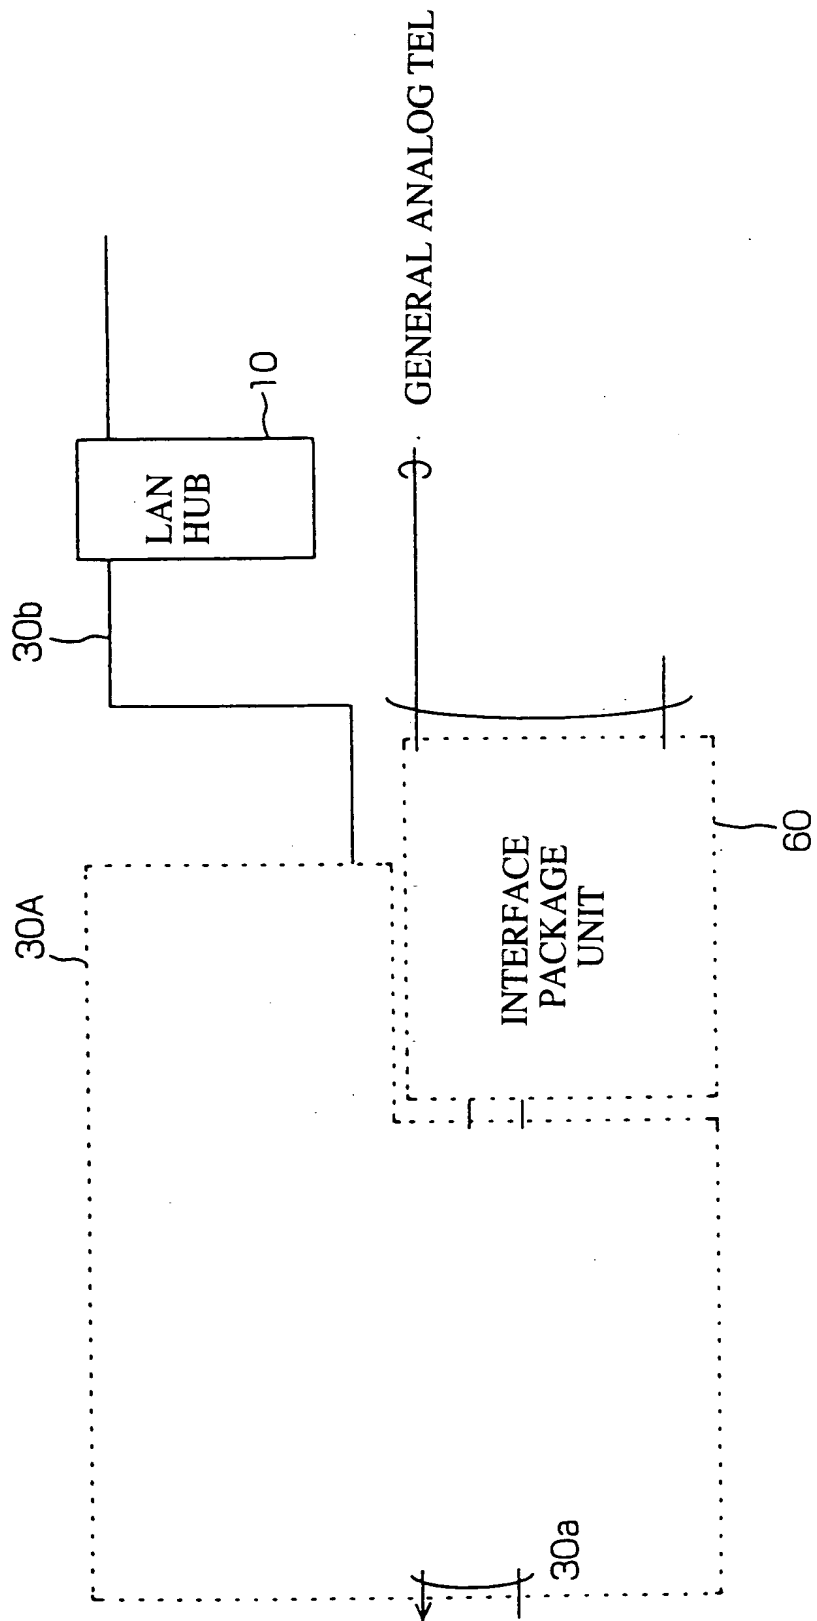 30A
30b
LAN
HUB
10
GENERAL ANALOG TEL
INTERFACE
PACKAGE
UNIT
60
30a